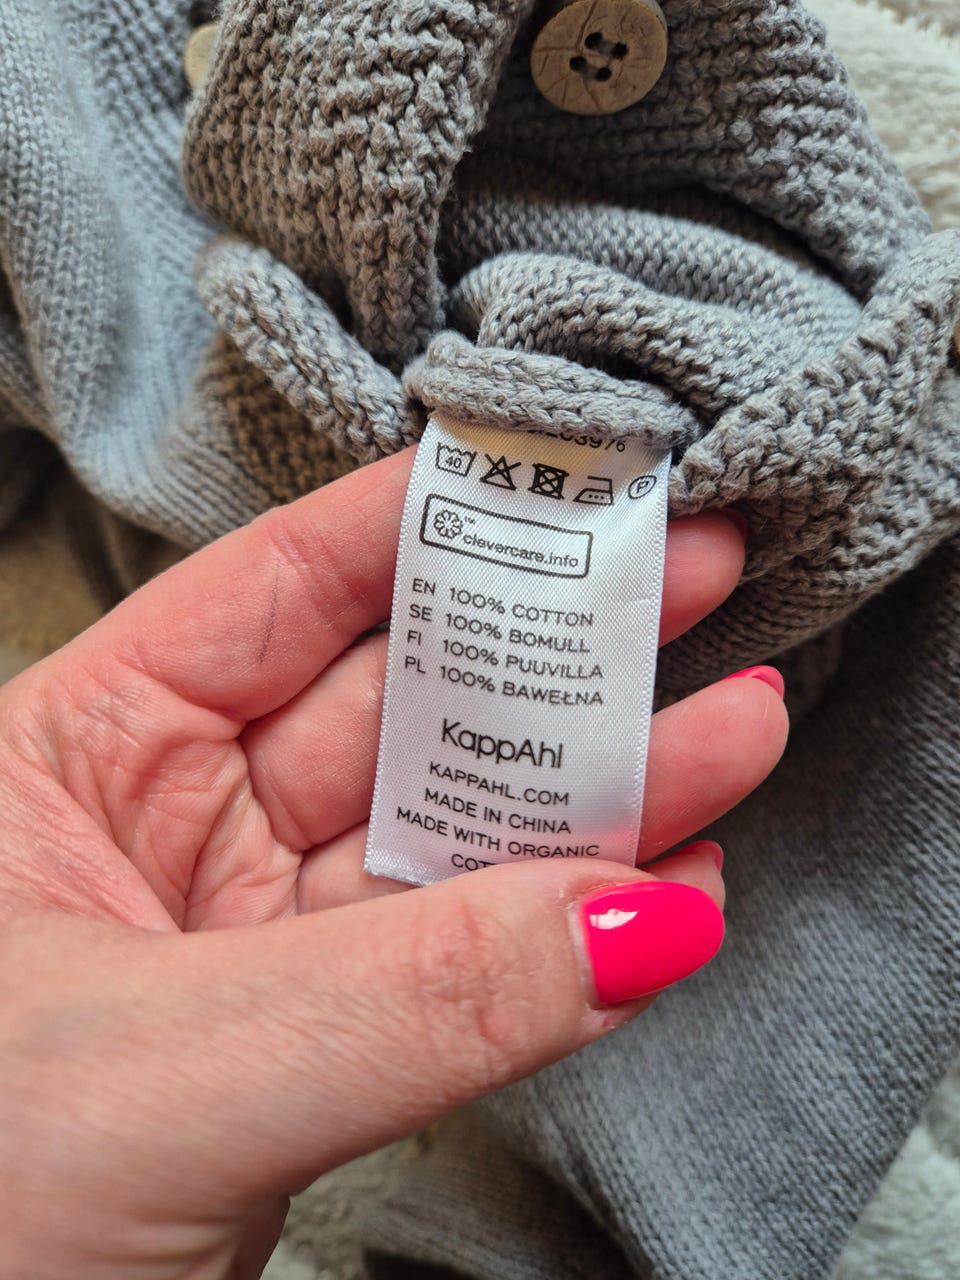 40
P
clevercare.info
EN 100% COTTON
SE 100% BOMULL
FI 100% PUUVILLA
PL 100% BAWEŁNA
KappAhl
KAPPAHL.COM
MADE IN CHINA
MADE WITH ORGANIC